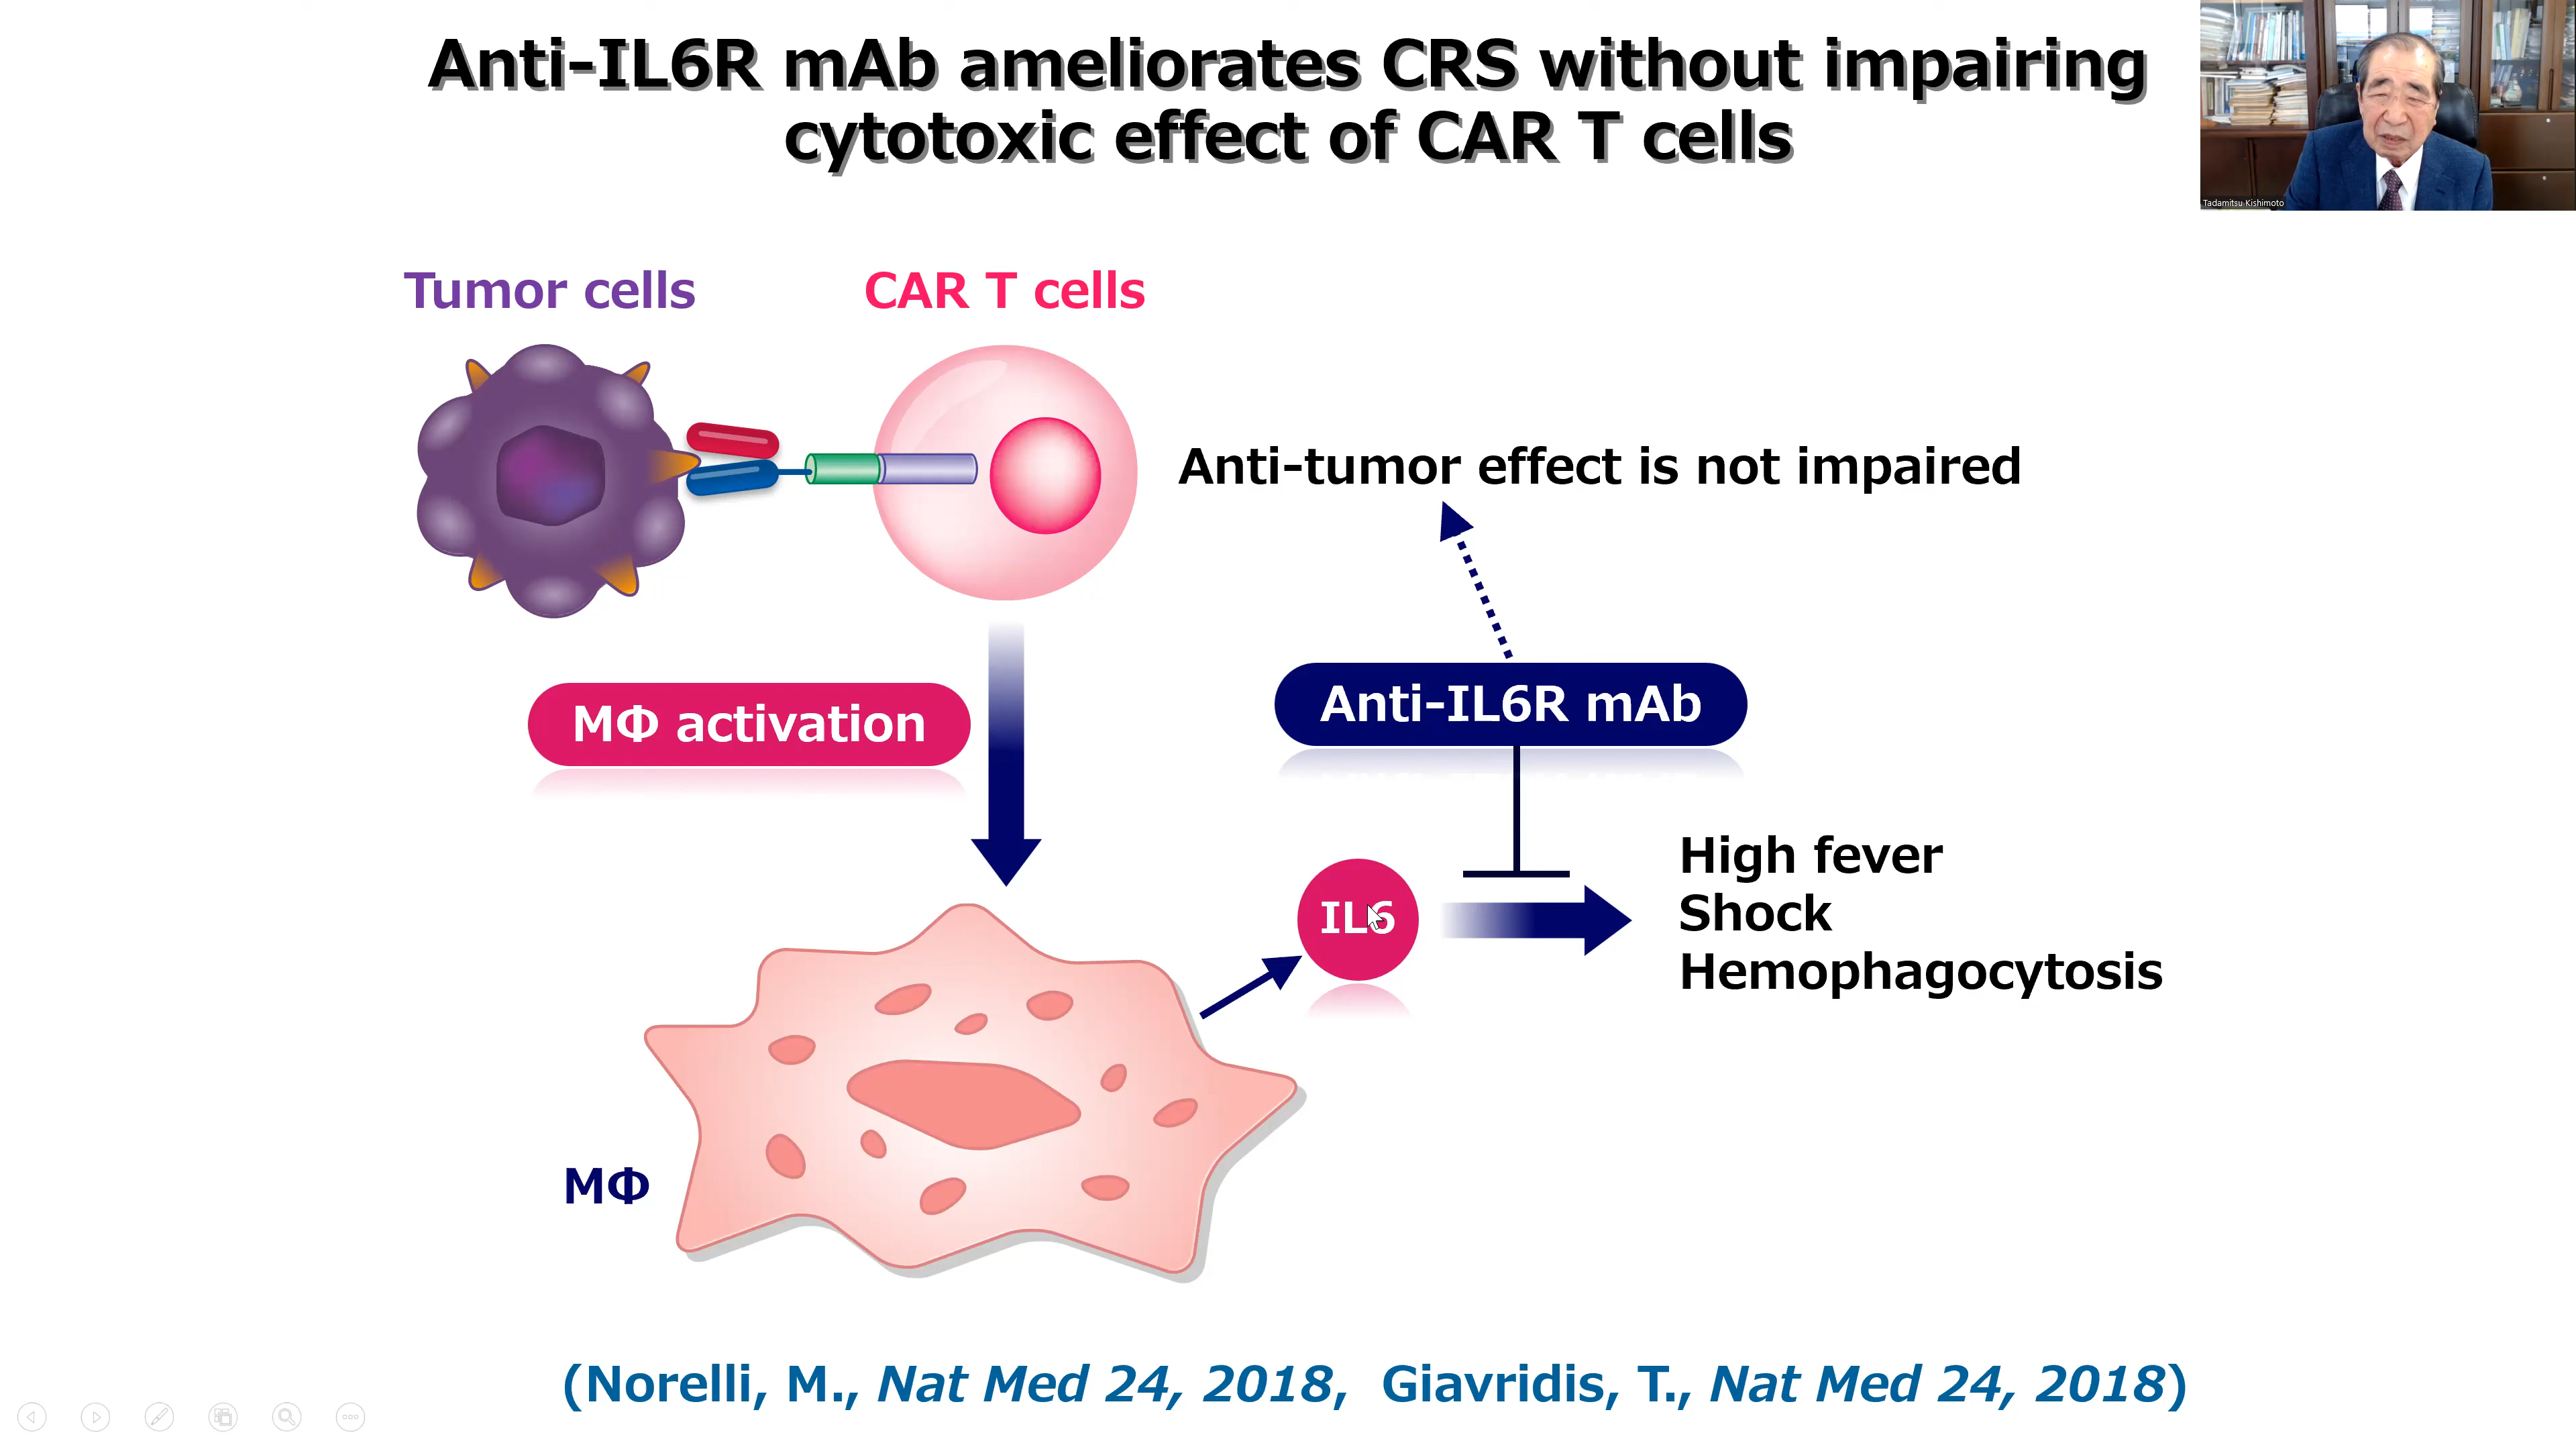 Anti-IL6R mAb ameliorates CRS without impairing
cytotoxic effect of CAR T cells
Tadamitsu Kishimoto
Tumor cells
CAR T cells
Anti-tumor effect is not impaired
MΦ activation
Anti-IL6R mAb
IL6
High fever
Shock
Hemophagocytosis
MΦ
(Norelli, M., Nat Med 24, 2018, Giavridis, T., Nat Med 24, 2018)